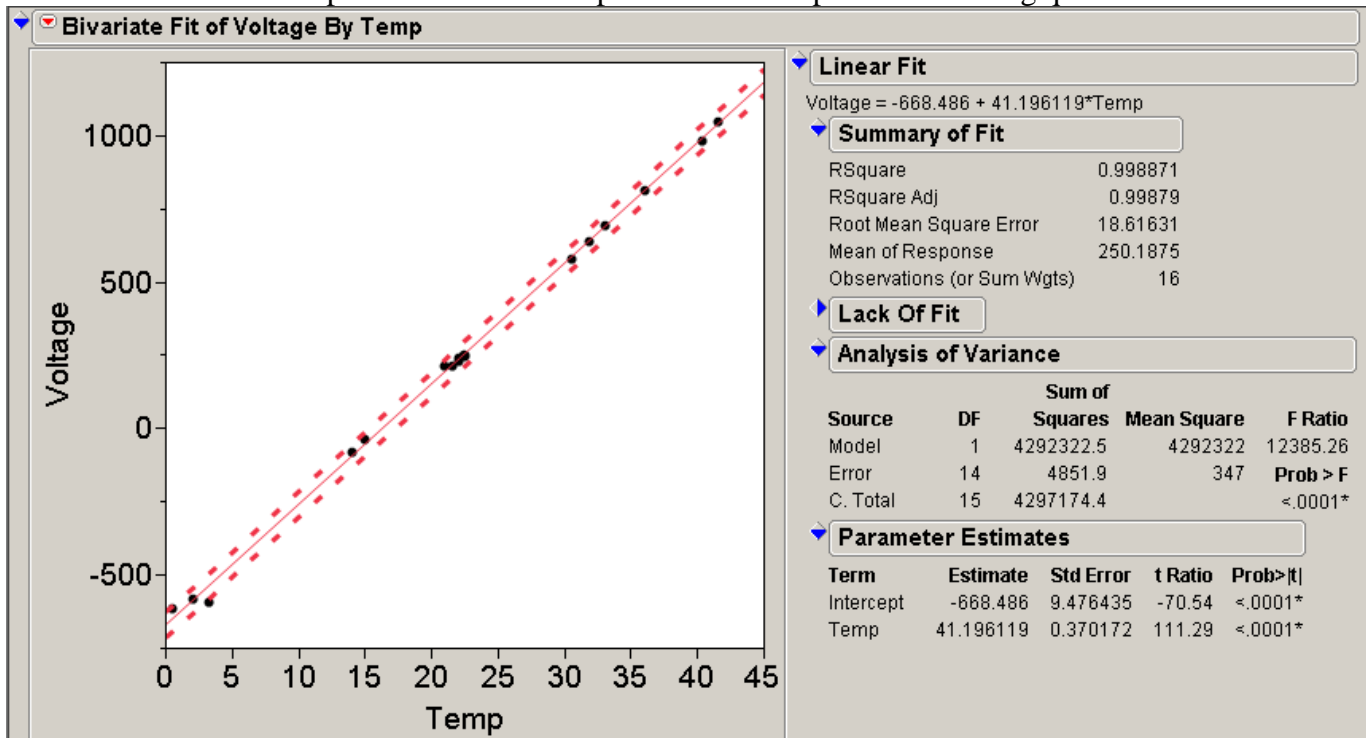 Bivariate Fit of Voltage By Temp
Voltage
1000
500
0
-500
0 5 10 15 20 25 30 35 40 45
Temp
Linear Fit
Voltage = -668.486 + 41.196119*Temp
Summary of Fit
RSquare 0.998871
RSquare Adj 0.99879
Root Mean Square Error 18.61631
Mean of Response 250.1875
Observations (or Sum Wgts) 16
Lack Of Fit
Analysis of Variance
Sum of
Source DF Squares Mean Square F Ratio
Model 1 4292322.5 4292322 12385.26
Error 14 4851.9 347 Prob > F
C. Total 15 4297174.4 <.0001*
Parameter Estimates
Term Estimate Std Error t Ratio Prob>|t|
Intercept -668.486 9.476435 -70.54 <.0001*
Temp 41.196119 0.370172 111.29 <.0001*